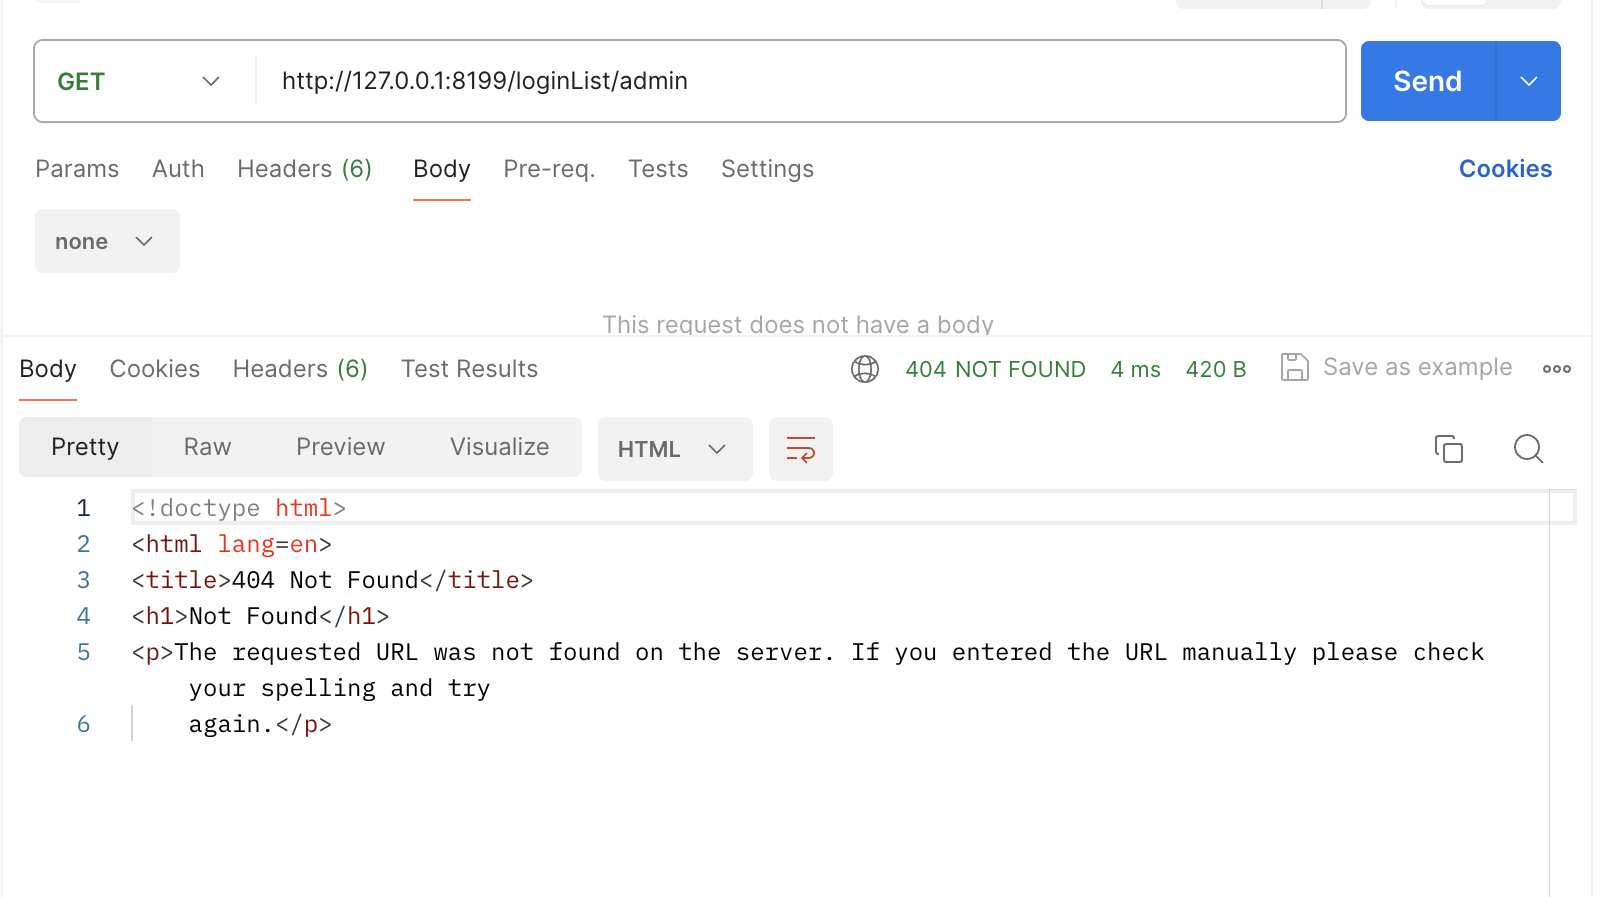 GET http://127.0.0.1:8199/loginList/admin Send
Params Auth Headers (6) Body Pre-req. Tests Settings Cookies
none
This request does not have a body
Body Cookies Headers (6) Test Results 404 NOT FOUND 4 ms 420 B Save as example
Pretty Raw Preview Visualize HTML
1 <!doctype html>
2 <html lang=en>
3 <title>404 Not Found</title>
4 <h1>Not Found</h1>
5 <p>The requested URL was not found on the server. If you entered the URL manually please check
your spelling and try
6 again.</p>